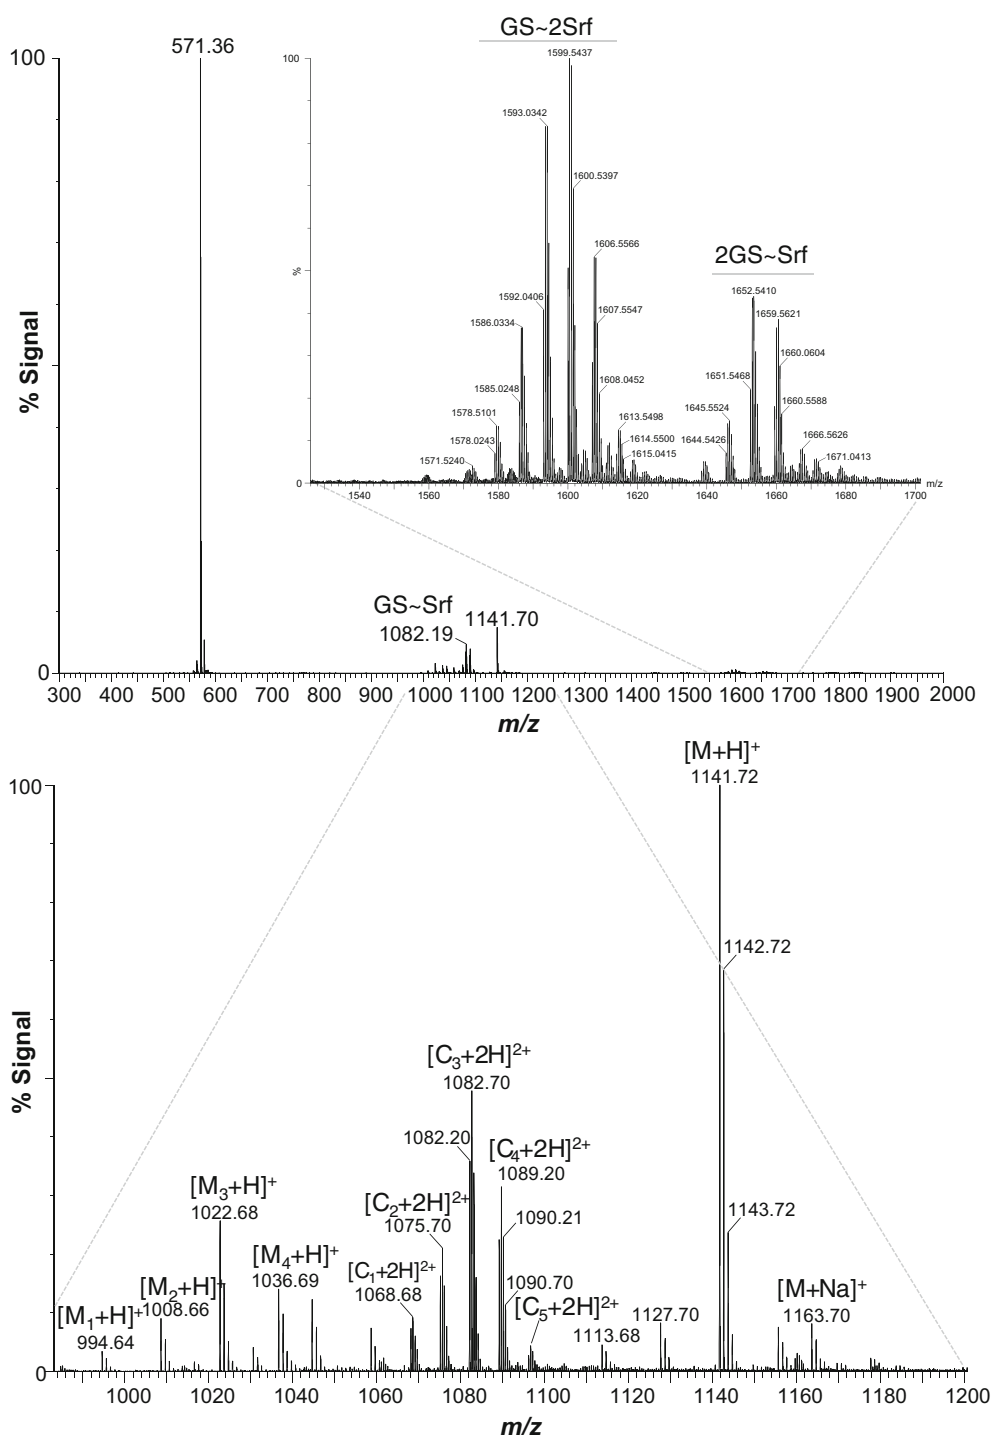 GS~2Srf
571.36
100
100
1599.5437
1593.0342
1600.5397
1606.5566
2GS~Srf
%
1592.0406
1652.5410
1586.0334
1607.5547
1659.5621
1660.0604
1585.0248
1608.0452
1651.5468
1660.5588
1578.5101
1613.5498
1645.5524
1578.0243
1614.5500
1644.5426
1666.5626
1571.5240
1615.0415
1671.0413
0
1540 1560 1580 1600 1620 1640 1660 1680 1700 m/z
% Signal
GS~Srf
1082.19
1141.70
0
300 400 500 600 700 800 900 1000 1100 1200 1300 1400 1500 1600 1700 1800 1900 2000
m/z
[M+H]+
1141.72
100
1142.72
% Signal
[C3+2H]2+
1082.70
1082.20
[C4+2H]2+
1089.20
[M3+H]+
1022.68
[C2+2H]2+
1075.70
1090.21
1143.72
[M4+H]+
1036.69
[C1+2H]2+
1068.68
[M2+H]+
1008.66
1090.70
[M+Na]+
1163.70
[M1+H]+
994.64
[C5+2H]2+
1113.68
1127.70
0
1000 1020 1040 1060 1080 1100 1120 1140 1160 1180 1200
m/z